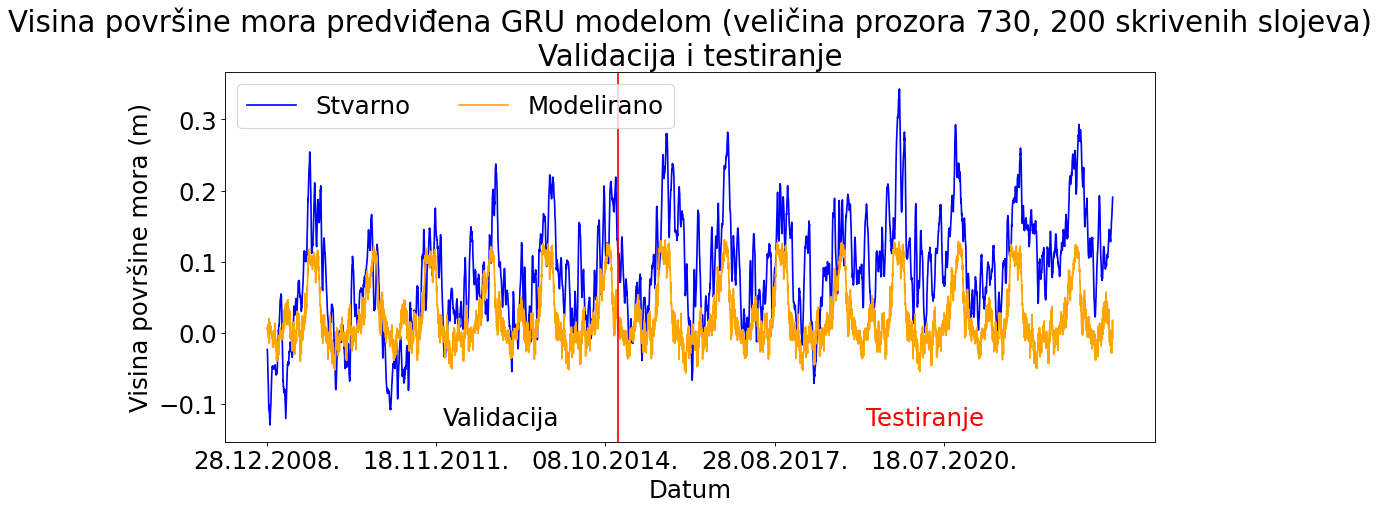 Visina površine mora predviđena GRU modelom (veličina prozora 730, 200 skrivenih slojeva)
Validacija i testiranje
Stvarno
Modelirano
Visina površine mora (m)
0.3
0.2
0.1
0.0
−0.1
Validacija
Testiranje
28.12.2008.
18.11.2011.
08.10.2014.
28.08.2017.
18.07.2020.
Datum